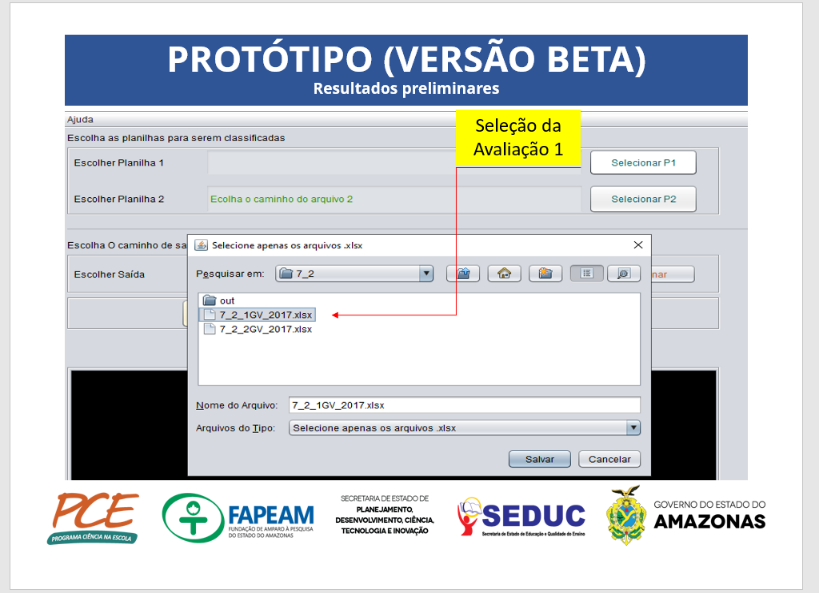 PROTÓTIPO (VERSÃO BETA)
Resultados preliminares
Ajuda
Seleção da
Avaliação 1
Escolha as planilhas para serem classificadas
Escolher Planilha 1
Selecionar P1
Escolher Planilha 2
Ecolha o caminho do arquivo 2
Selecionar P2
Escolha O caminho de sa
Selecione apenas os arquivos .xlsx
Escolher Saída
Pesquisar em:
7_2
nar
out
7_2_1GV_2017.xlsx
7_2_2GV_2017.xlsx
Nome do Arquivo:
7_2_1GV_2017.xlsx
Arquivos do Tipo:
Selecione apenas os arquivos .xlsx
Salvar
Cancelar
PCE
PROGRAMA CIÊNCIA NA ESCOLA
FAPEAM
FUNDAÇÃO DE AMPARO À PESQUISA
DO ESTADO DO AMAZONAS
SECRETARIA DE ESTADO DE
PLANEJAMENTO,
DESENVOLVIMENTO, CIÊNCIA,
TECNOLOGIA E INOVAÇÃO
SEDUC
Secretaria de Estado de Educação e Qualidade do Ensino
GOVERNO DO ESTADO DO
AMAZONAS